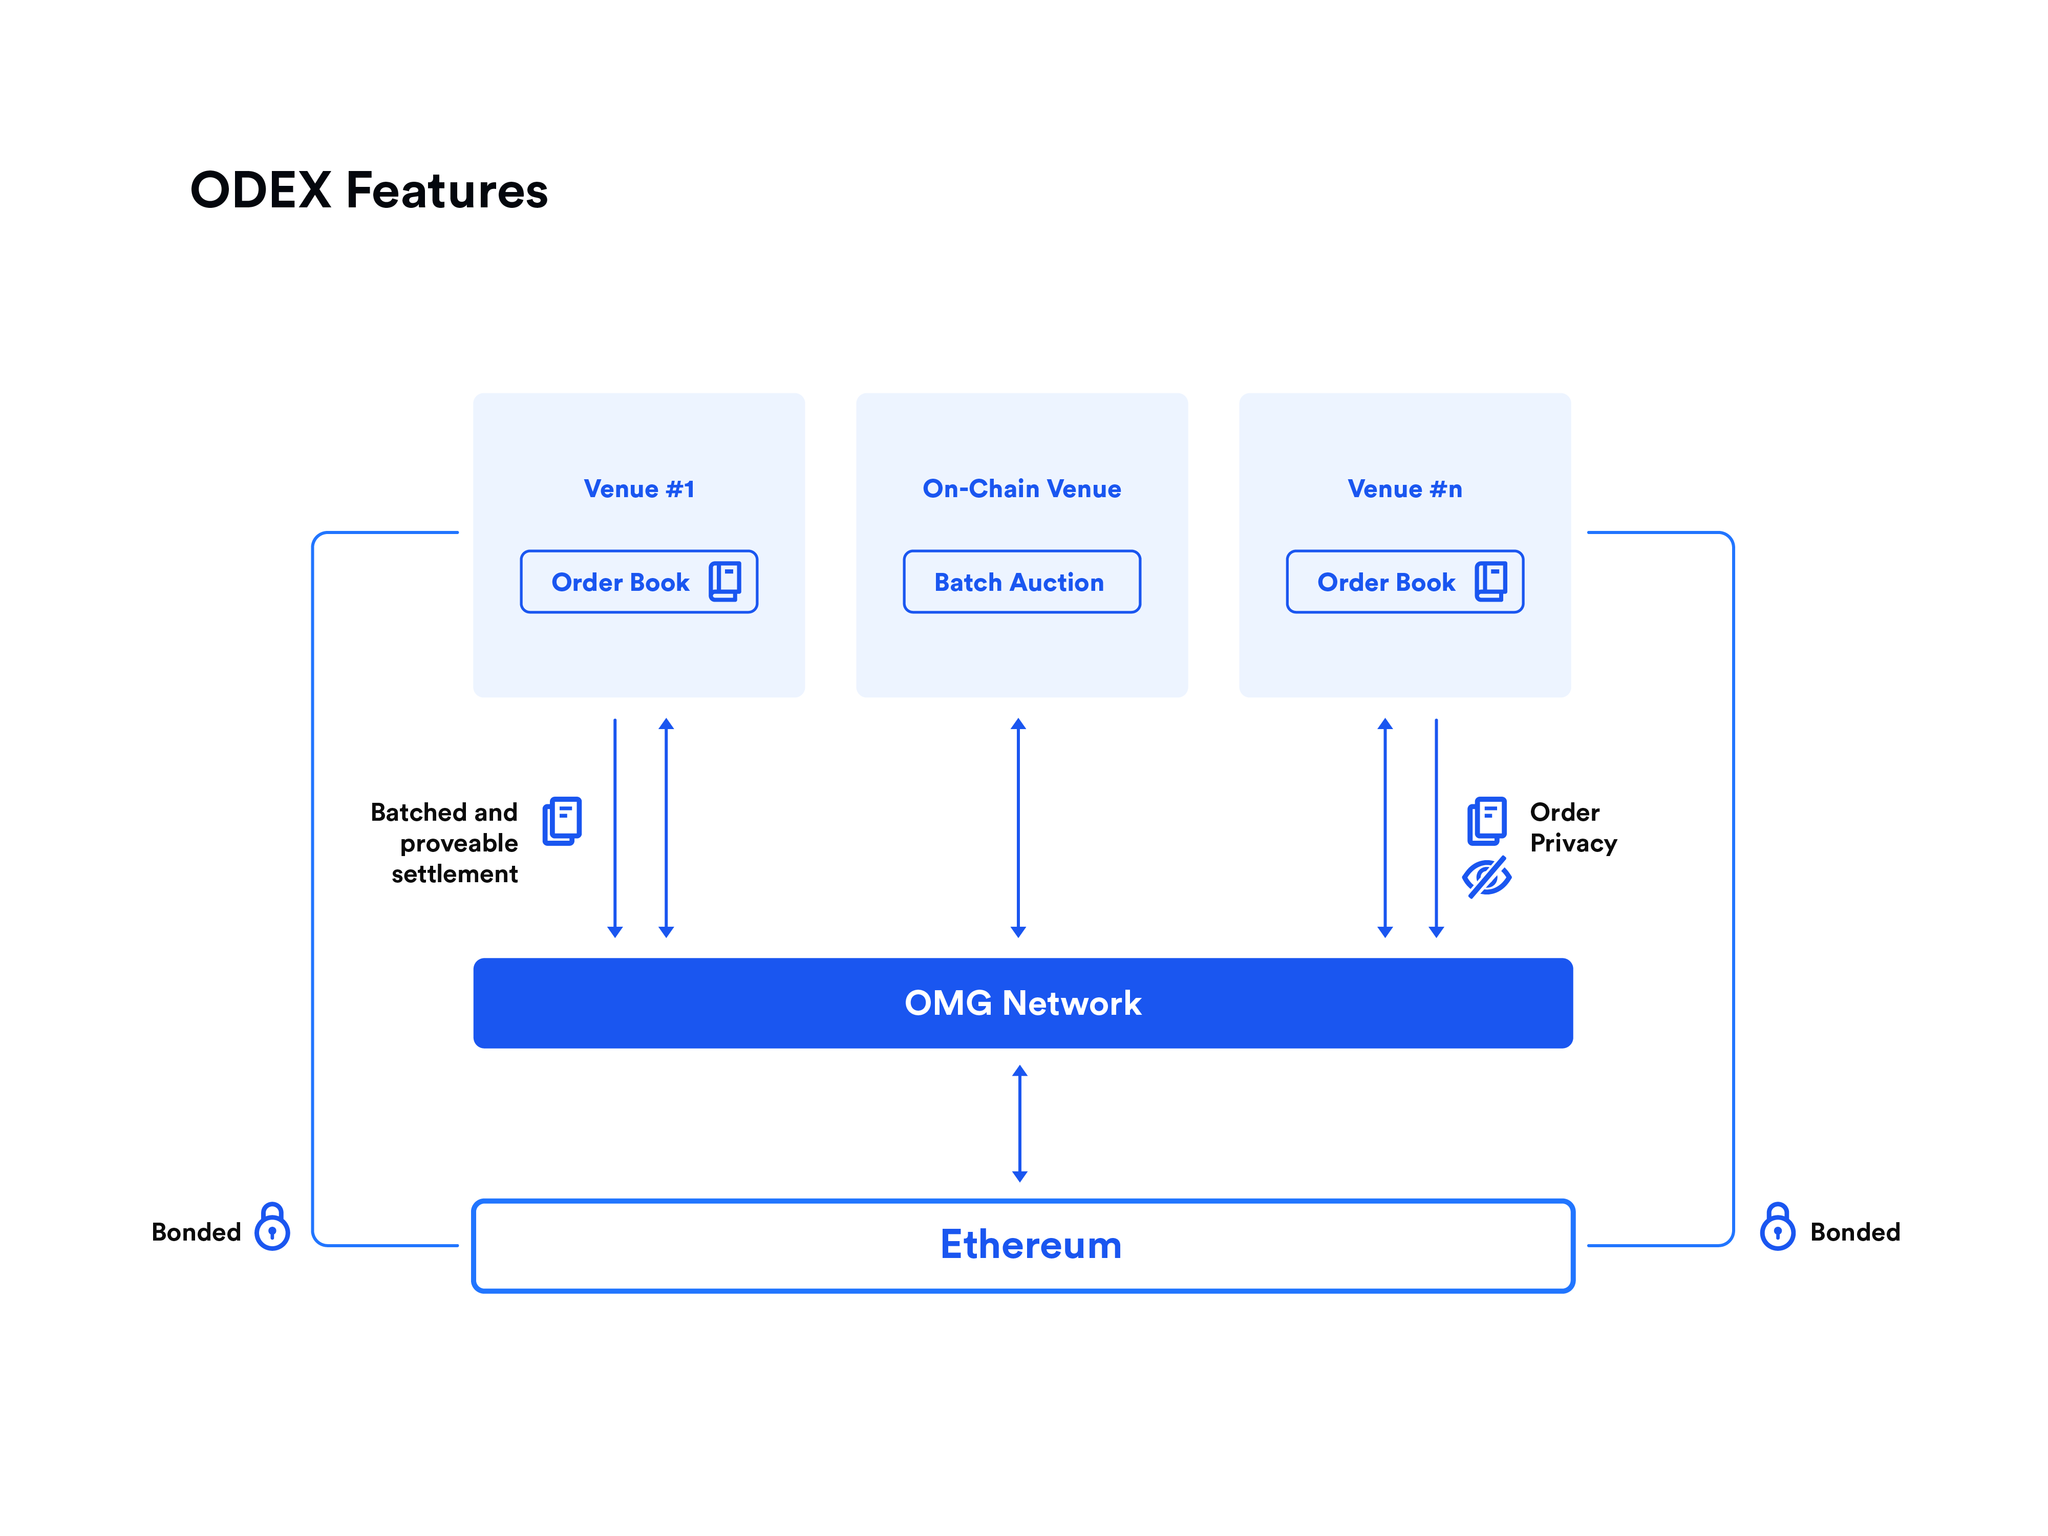 ODEX Features
Venue #1
On-Chain Venue
Venue #n
Order Book
Batch Auction
Order Book
Batched and
proveable
settlement
Order
Privacy
OMG Network
Bonded
Ethereum
Bonded